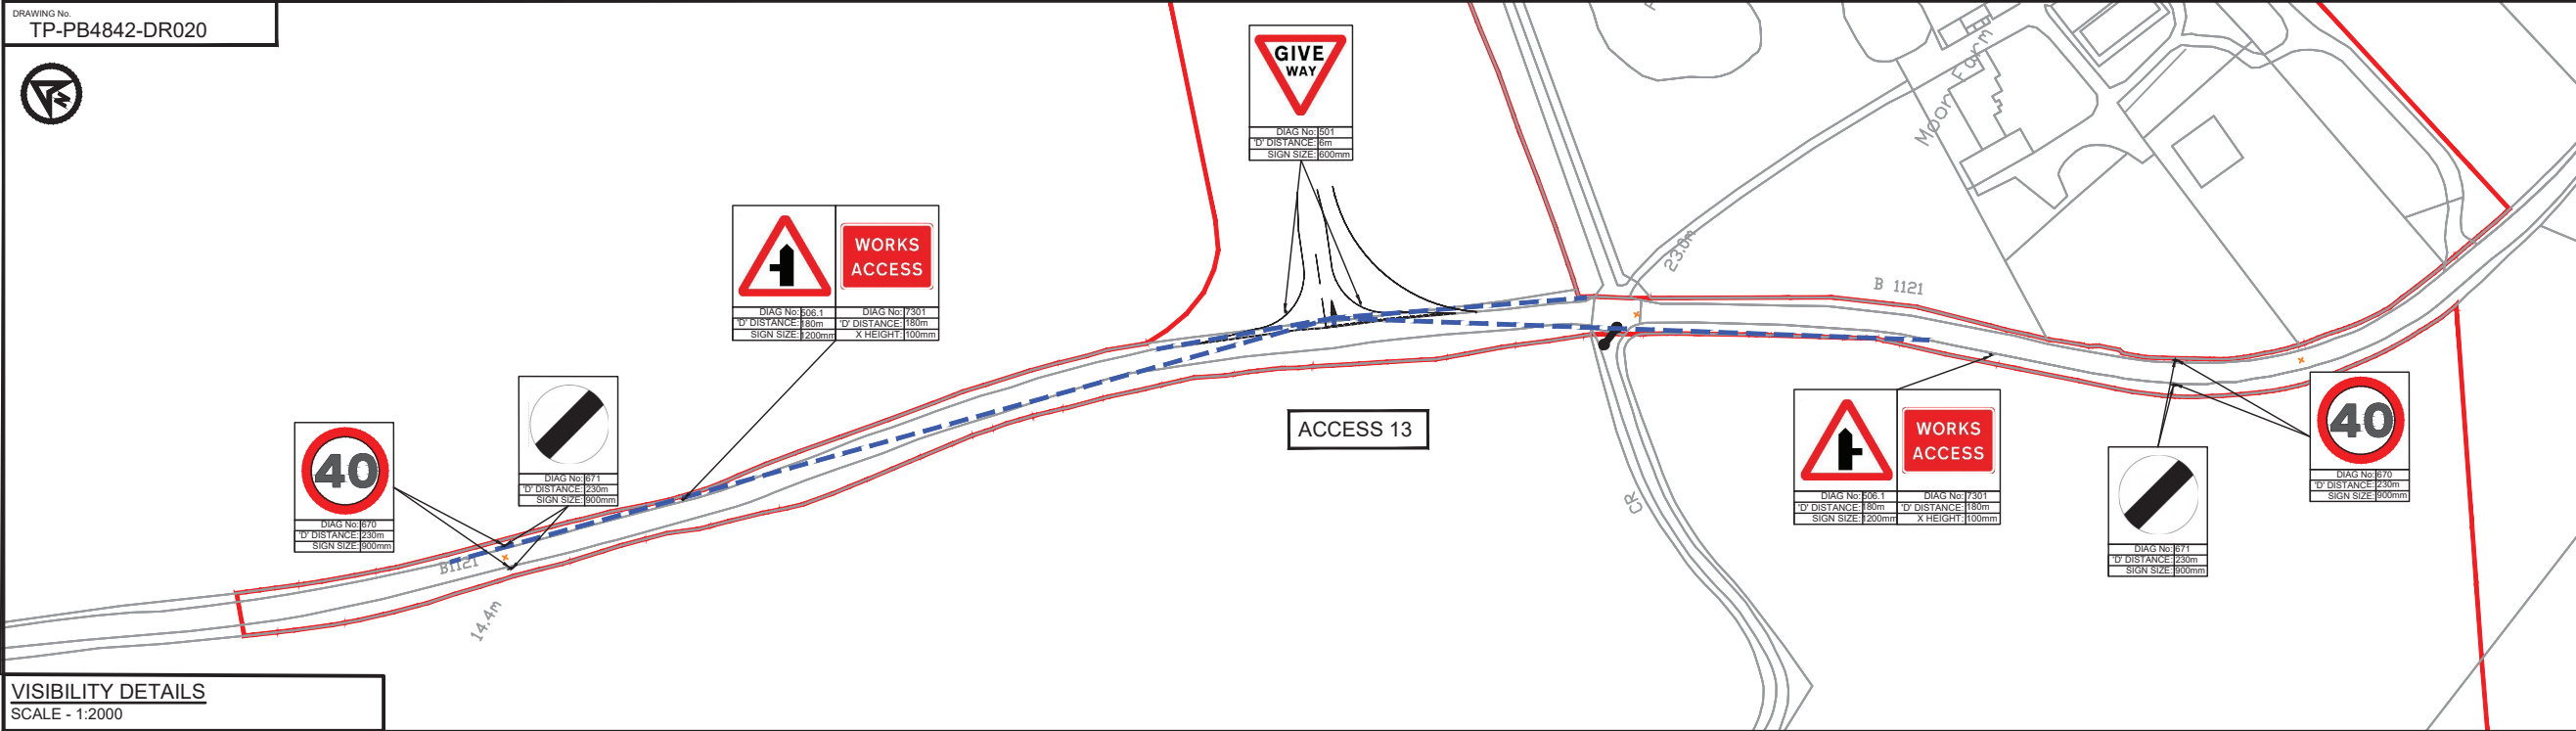 DRAWING No.
TP-PB4842-DR020
GIVE
WAY
DIAG No: 501
'D' DISTANCE: 6m
SIGN SIZE: 600mm
WORKS
ACCESS
DIAG No: 506.1 DIAG No: 7301
'D' DISTANCE: 180m 'D' DISTANCE: 180m
SIGN SIZE: 1200mm X HEIGHT: 100mm
Moor Farm
23.0m
B 1121
40
DIAG No: 670
'D' DISTANCE: 230m
SIGN SIZE: 900mm
DIAG No: 671
'D' DISTANCE: 230m
SIGN SIZE: 900mm
B1121
14.4m
ACCESS 13
CR
WORKS
ACCESS
DIAG No: 506.1 DIAG No: 7301
'D' DISTANCE: 180m 'D' DISTANCE: 180m
SIGN SIZE: 1200mm X HEIGHT: 100mm
DIAG No: 671
'D' DISTANCE: 230m
SIGN SIZE: 900mm
40
DIAG No: 670
'D' DISTANCE: 230m
SIGN SIZE: 900mm
VISIBILITY DETAILS
SCALE - 1:2000